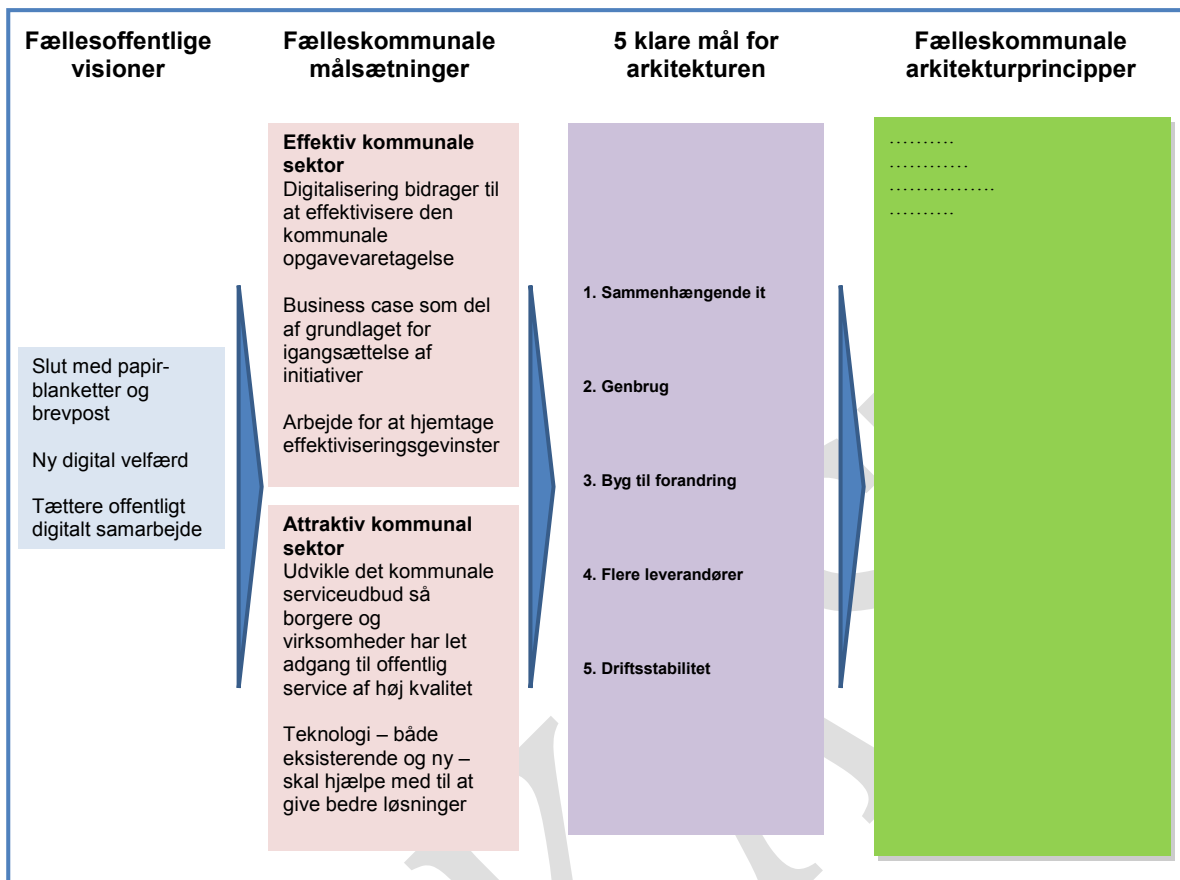 Fællesoffentlige
visioner
Fælleskommunale
målsætninger
5 klare mål for
arkitekturen
Fælleskommunale
arkitekturprincipper
Slut med papir-
blanketter og
brevpost
Ny digital velfærd
Tættere offentligt
digitalt samarbejde
Effektiv kommunale
sektor
Digitalisering bidrager til
at effektivisere den
kommunale
opgavevaretagelse
Business case som del
af grundlaget for
igangsættelse af
initiativer
Arbejde for at hjemtage
effektiviseringsgevinster
Attraktiv kommunal
sektor
Udvikle det kommunale
serviceudbud så
borgere og
virksomheder har let
adgang til offentlig
service af høj kvalitet
Teknologi – både
eksisterende og ny –
skal hjælpe med til at
give bedre løsninger
1. Sammenhængende it
2. Genbrug
3. Byg til forandring
4. Flere leverandører
5. Driftsstabilitet
..........
............
................
..........